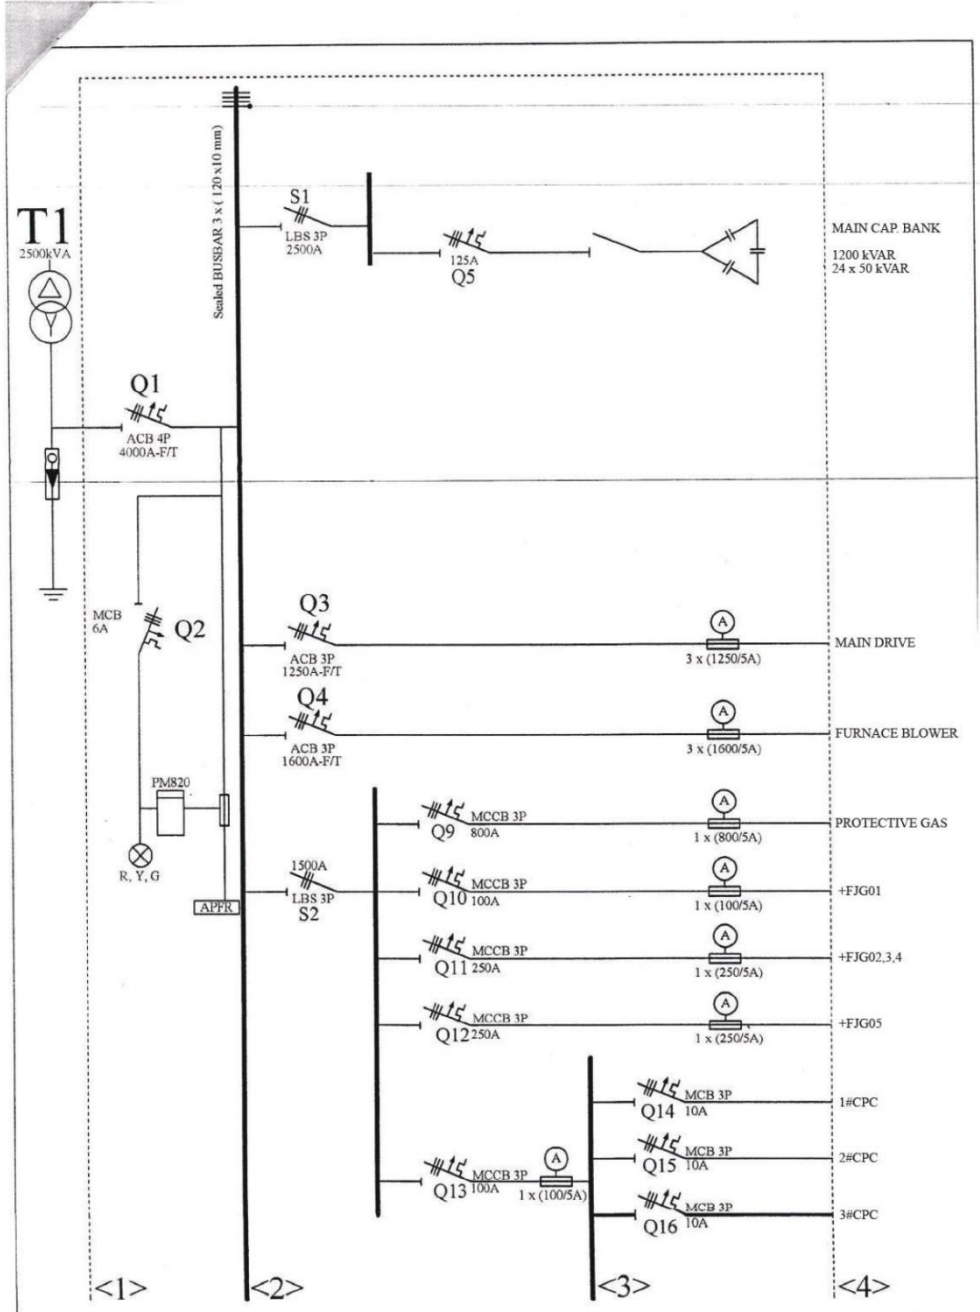 Sealed BUSBAR 3 x ( 120 x10 mm)
T1
2500kVA
S1
LBS 3P
2500A
125A
Q5
MAIN CAP. BANK
1200 kVAR
24 x 50 kVAR
Q1
ACB 4P
4000A-F/T
MCB
6A
Q2
Q3
ACB 3P
1250A-F/T
A
3 x (1250/5A)
MAIN DRIVE
Q4
ACB 3P
1600A-F/T
A
3 x (1600/5A)
FURNACE BLOWER
PM820
R, Y, G
APFR
1500A
LBS 3P
S2
Q9
MCCB 3P
800A
A
1 x (800/5A)
PROTECTIVE GAS
Q10
MCCB 3P
100A
A
1 x (100/5A)
+FJG01
Q11
MCCB 3P
250A
A
1 x (250/5A)
+FJG02,3,4
Q12
MCCB 3P
250A
A
1 x (250/5A)
+FJG05
Q13
MCCB 3P
100A
A
1 x (100/5A)
Q14
MCB 3P
10A
1#CPC
Q15
MCB 3P
10A
2#CPC
Q16
MCB 3P
10A
3#CPC
<1>
<2>
<3>
<4>